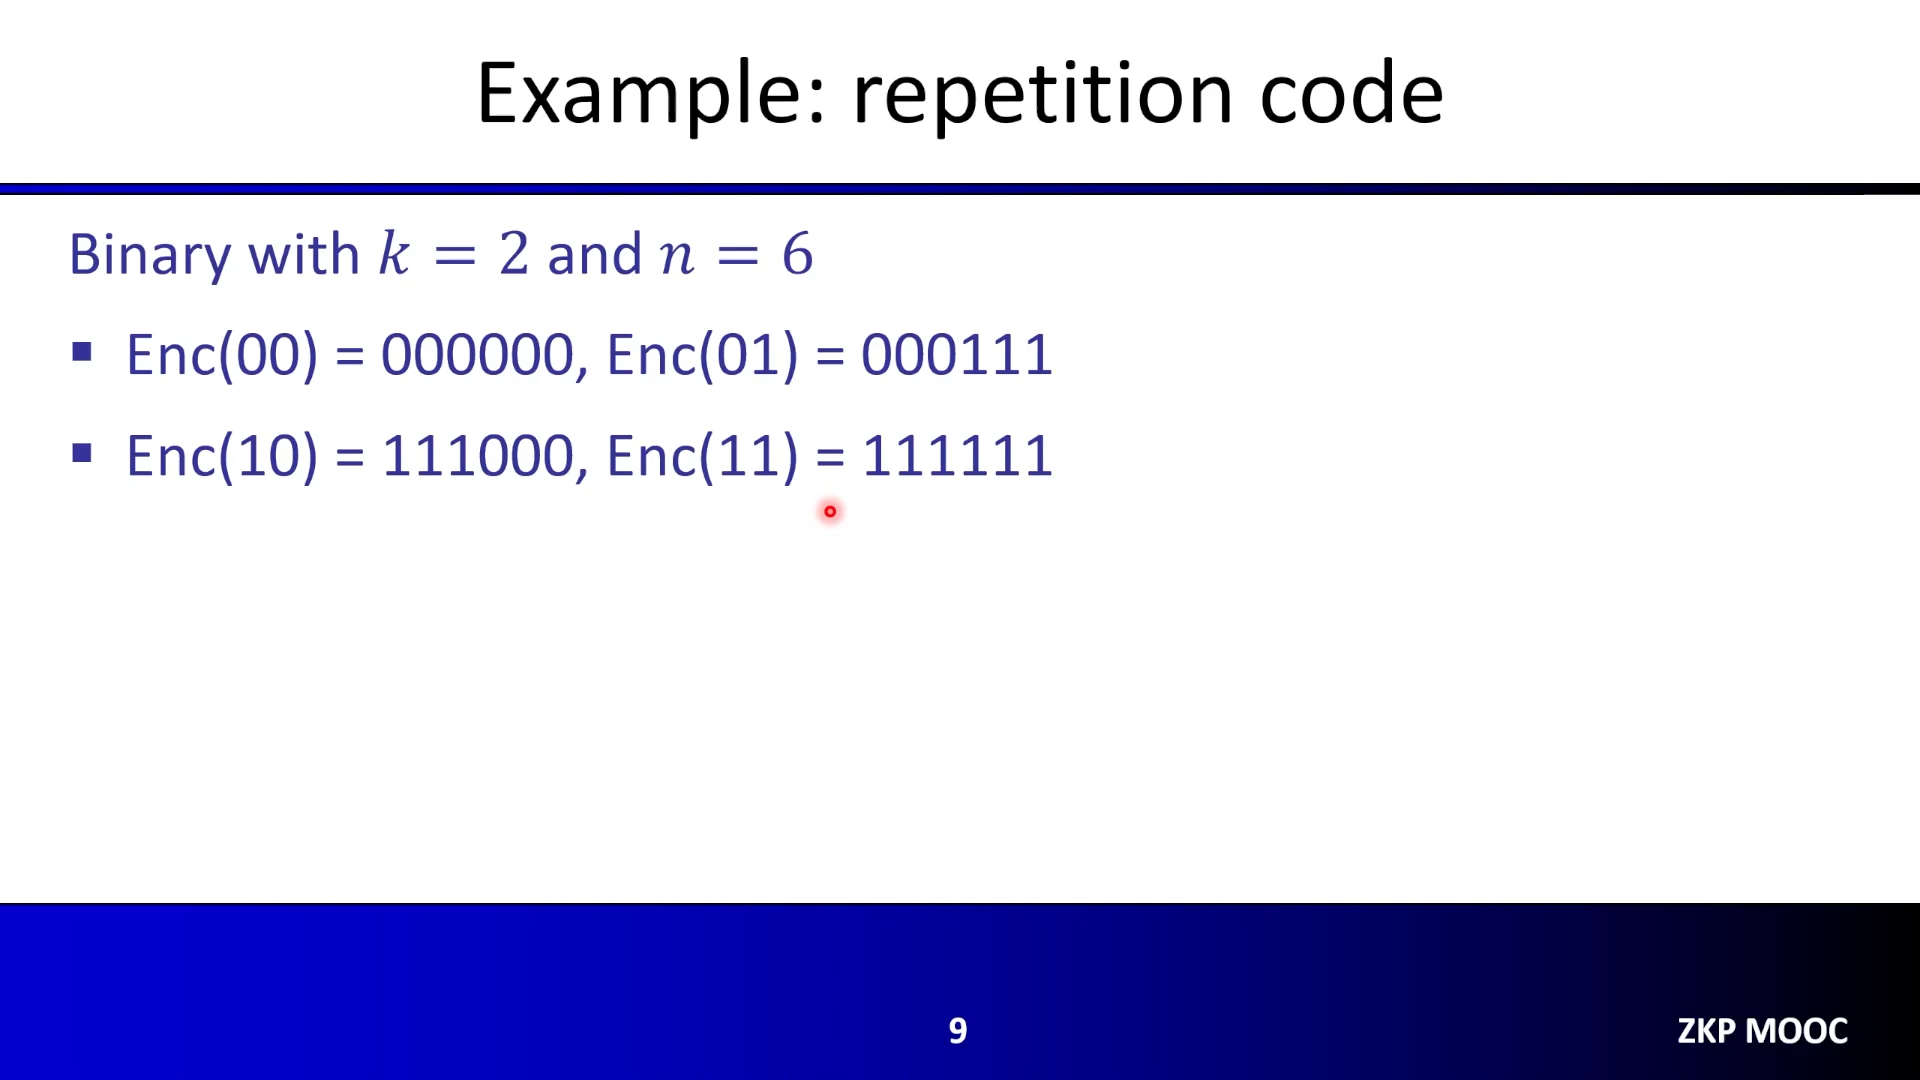 Example: repetition code
Binary with 𝑘 = 2 and 𝑛 = 6
▪ Enc(00) = 000000, Enc(01) = 000111
▪ Enc(10) = 111000, Enc(11) = 111111
9
ZKP MOOC